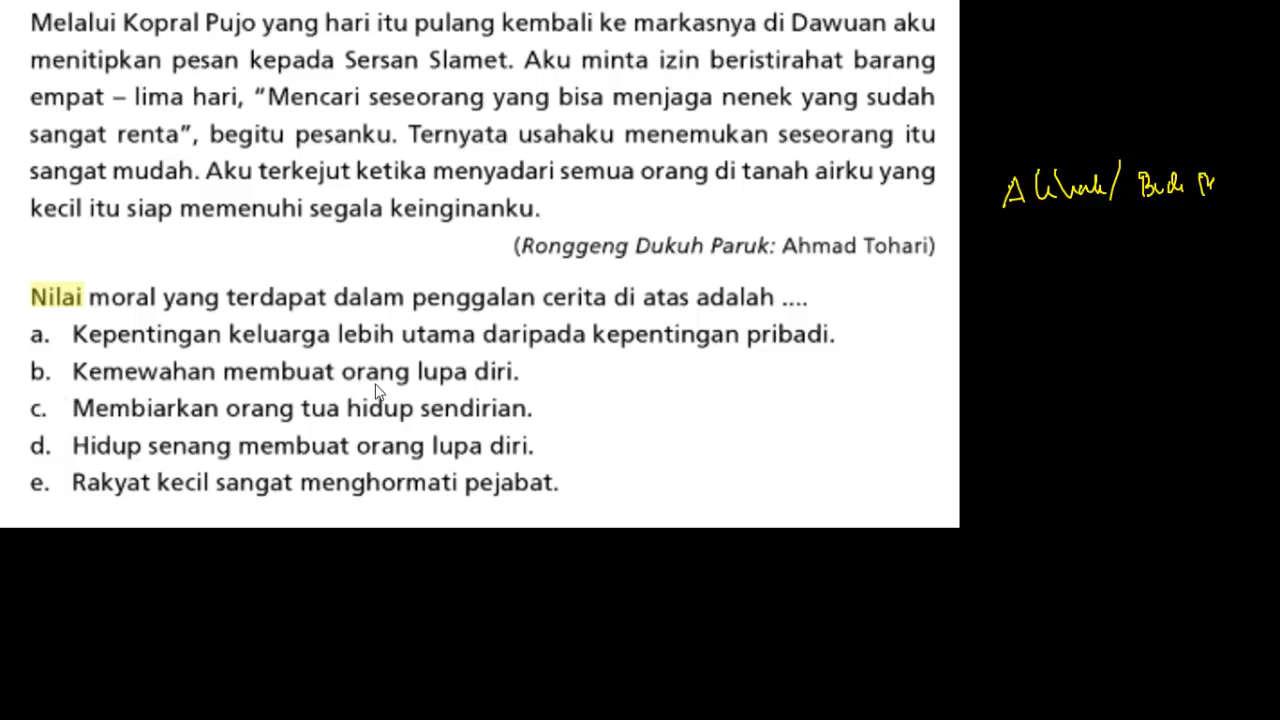 Melalui Kopral Pujo yang hari itu pulang kembali ke markasnya di Dawuan aku
menitipkan pesan kepada Sersan Slamet. Aku minta izin beristirahat barang
empat – lima hari, “Mencari seseorang yang bisa menjaga nenek yang sudah
sangat renta”, begitu pesanku. Ternyata usahaku menemukan seseorang itu
sangat mudah. Aku terkejut ketika menyadari semua orang di tanah airku yang
kecil itu siap memenuhi segala keinginanku.
(Ronggeng Dukuh Paruk: Ahmad Tohari)
Nilai moral yang terdapat dalam penggalan cerita di atas adalah ....
a. Kepentingan keluarga lebih utama daripada kepentingan pribadi.
b. Kemewahan membuat orang lupa diri.
c. Membiarkan orang tua hidup sendirian.
d. Hidup senang membuat orang lupa diri.
e. Rakyat kecil sangat menghormati pejabat.